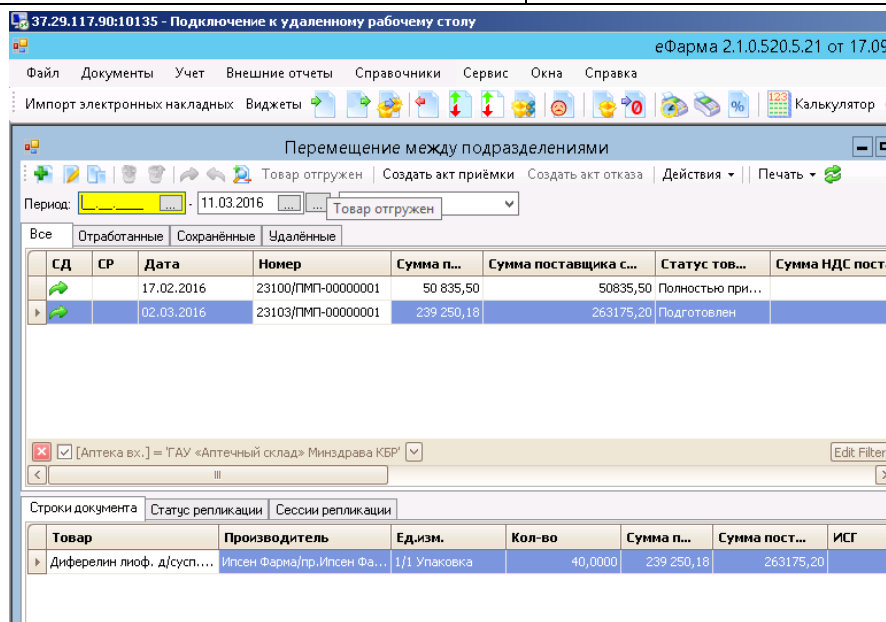 37.29.117.90:10135 - Подключение к удаленному рабочему столу
еФарма 2.1.0.520.5.21 от 17.09
Файл Документы Учет Внешние отчеты Справочники Сервис Окна Справка
Импорт электронных накладных Виджеты % 123 Калькулятор
Перемещение между подразделениями
Товар отгружен Создать акт приёмки Создать акт отказа Действия Печать
Период: __.__.____ ... - 11.03.2016 ... ...
Товар отгружен
Все Отработанные Сохранённые Удалённые
СД СР Дата Номер Сумма п... Сумма поставщика с... Статус тов... Сумма НДС пост
17.02.2016 23100/ПМП-00000001 50 835,50 50835,50 Полностью при...
02.03.2016 23103/ПМП-00000001 239 250,18 263175,20 Подготовлен
[Аптека вх.] = 'ГАУ «Аптечный склад» Минздрава КБР' Edit Filter
Строки документа Статус репликации Сессии репликации
Товар Производитель Ед.изм. Кол-во Сумма п... Сумма пост... ИСГ
Диферелин лиоф. д/сусп.... Ипсен Фарма/пр.Ипсен Фа... 1/1 Упаковка 40,0000 239 250,18 263175,20